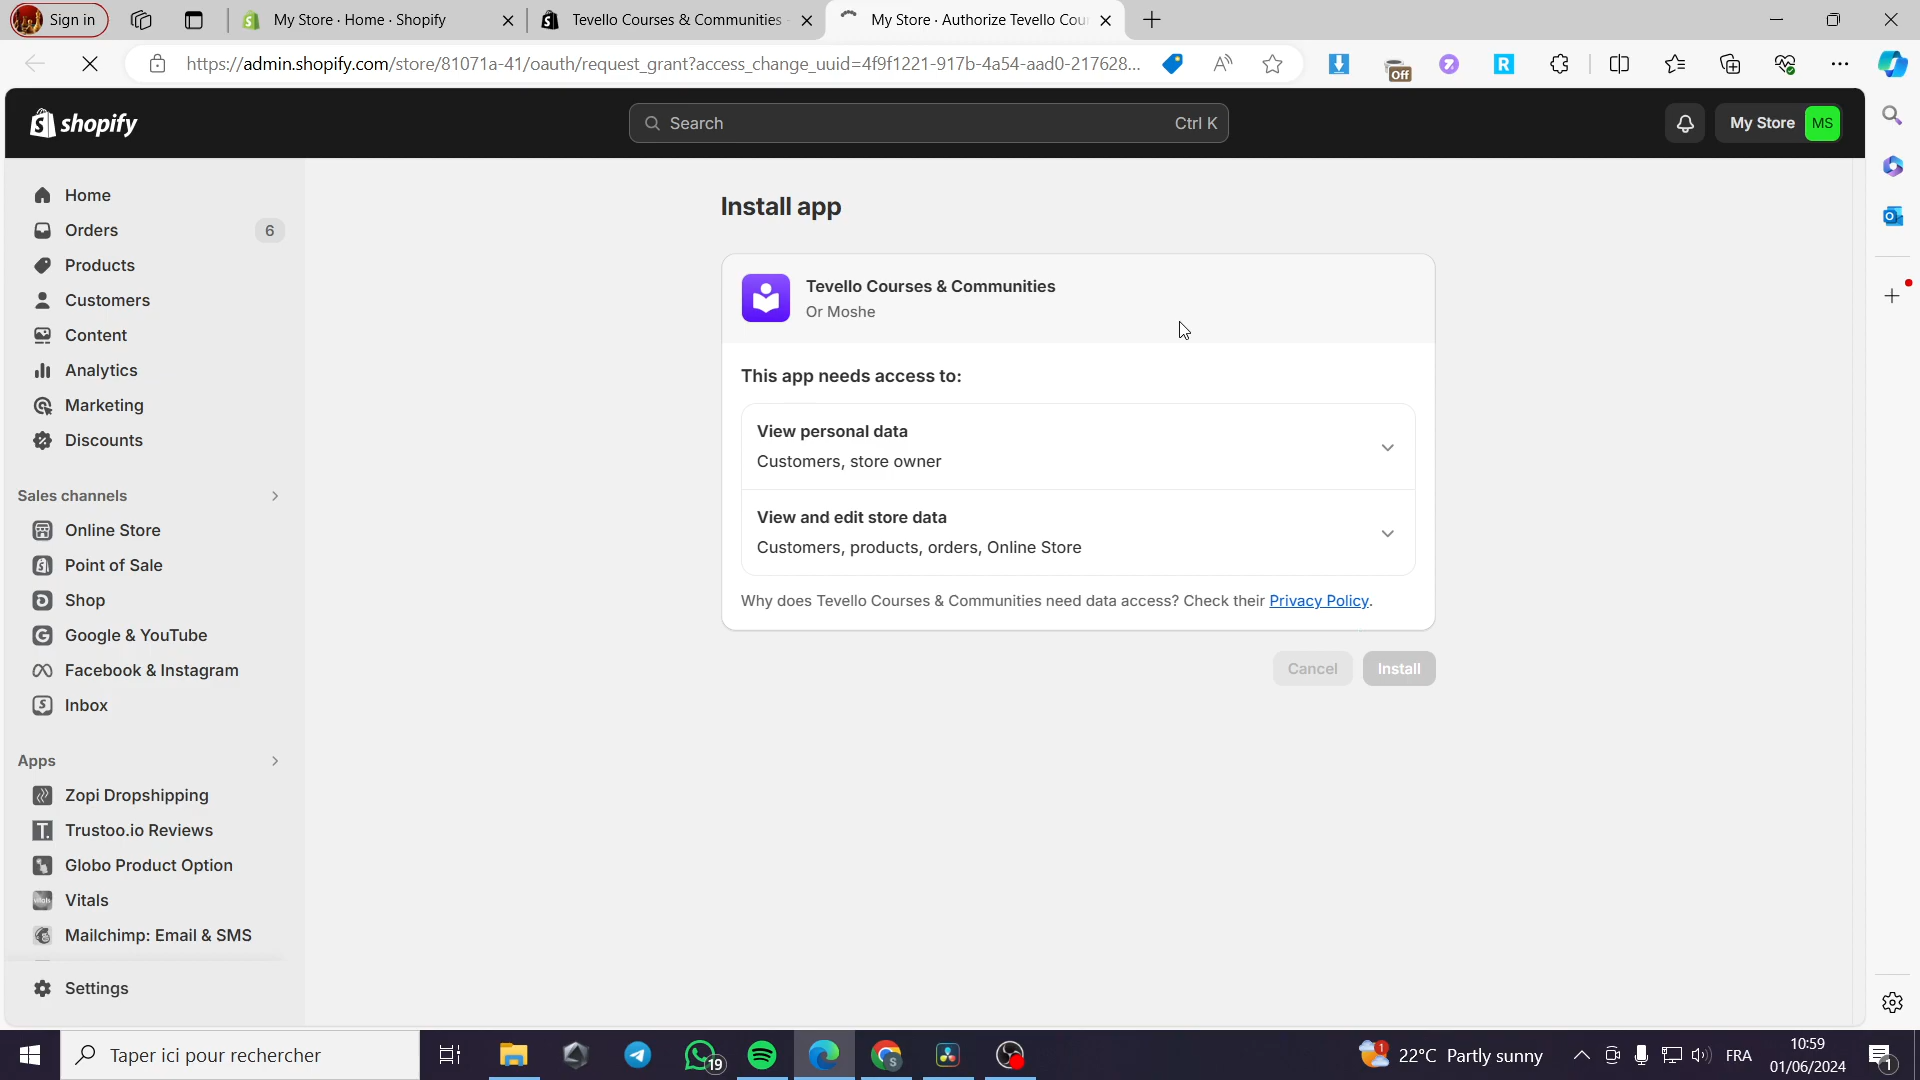 Sign in
My Store · Home · Shopify
Tevello Courses & Communities
My Store · Authorize Tevello Cou
https://admin.shopify.com/store/81071a-41/oauth/request_grant?access_change_uuid=4f9f1221-917b-4a54-aad0-217628...
Off
shopify
Search
Ctrl K
My Store
MS
Home
Orders
6
Products
Customers
Content
Analytics
Marketing
Discounts
Sales channels
Online Store
Point of Sale
Shop
Google & YouTube
Facebook & Instagram
Inbox
Apps
Zopi Dropshipping
Trustoo.io Reviews
Globo Product Option
Vitals
Mailchimp: Email & SMS
Settings
Install app
Tevello Courses & Communities
Or Moshe
This app needs access to:
View personal data
Customers, store owner
View and edit store data
Customers, products, orders, Online Store
Why does Tevello Courses & Communities need data access? Check their Privacy Policy.
Cancel
Install
Taper ici pour rechercher
19
1
22°C Partly sunny
FRA
10:59
01/06/2024
1